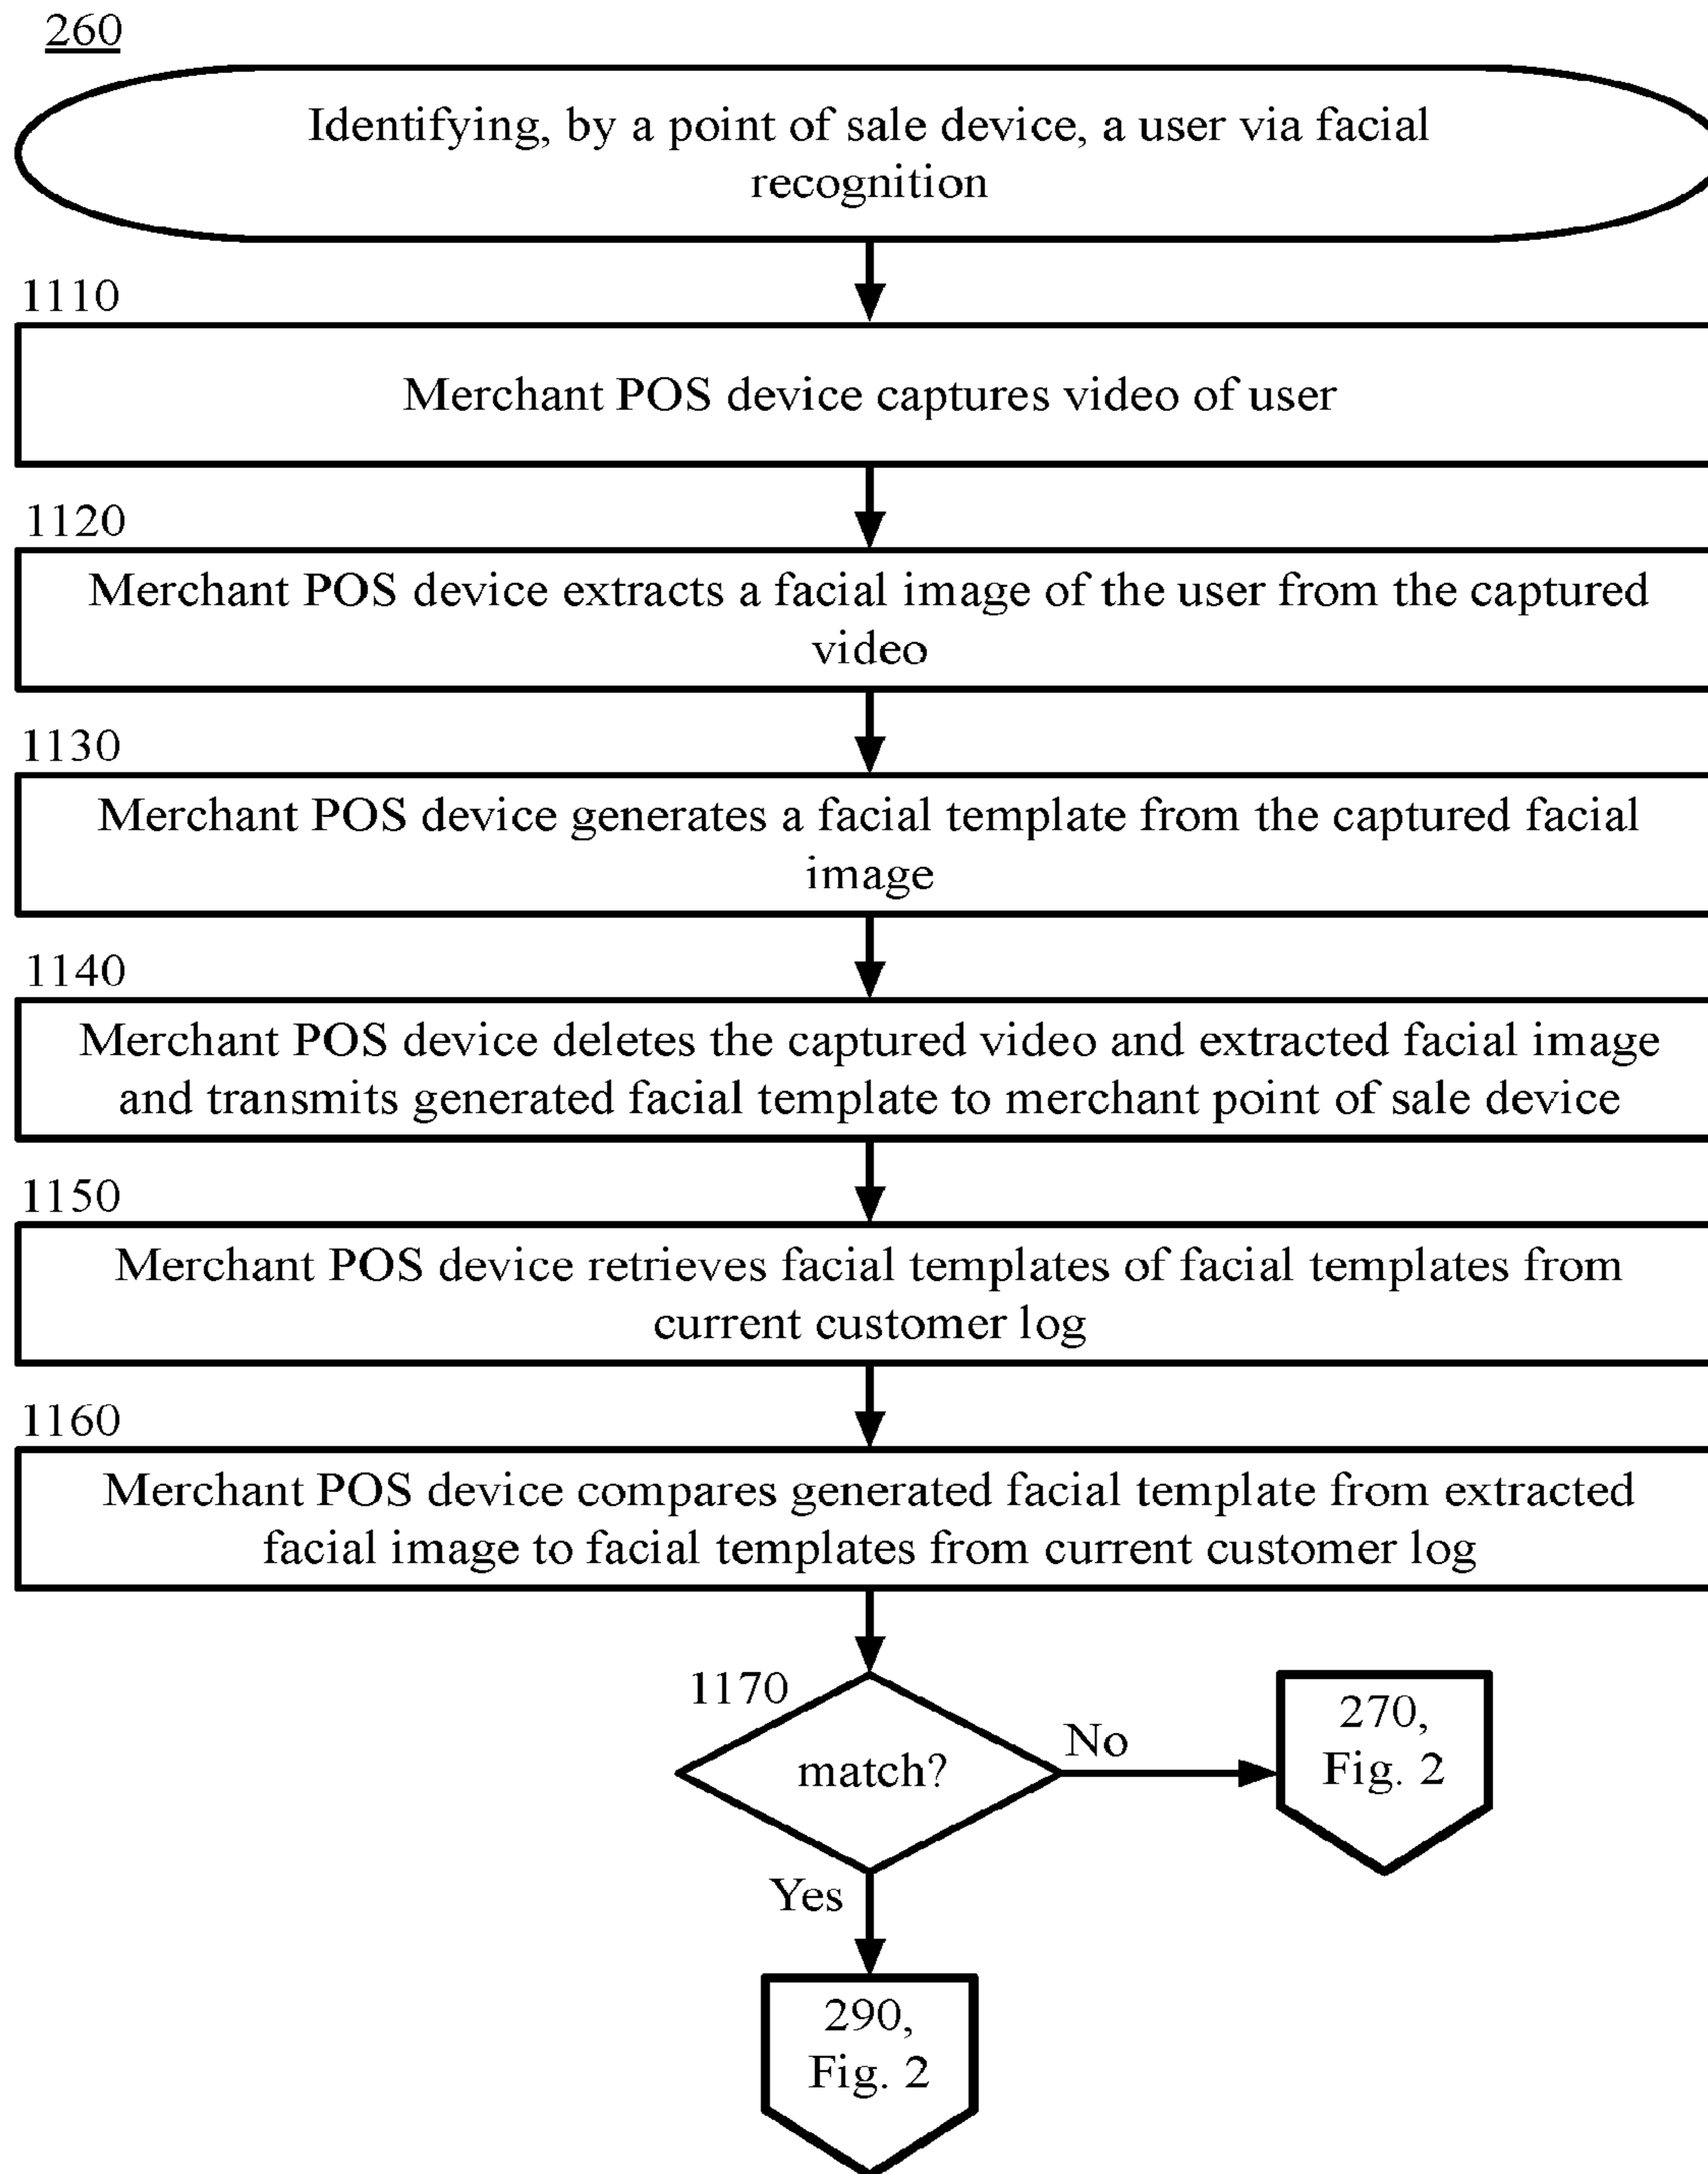 260
Identifying, by a point of sale device, a user via facial
recognition
1110
Merchant POS device captures video of user
1120
Merchant POS device extracts a facial image of the user from the captured
video
1130
Merchant POS device generates a facial template from the captured facial
image
1140
Merchant POS device deletes the captured video and extracted facial image
and transmits generated facial template to merchant point of sale device
1150
Merchant POS device retrieves facial templates of facial templates from
current customer log
1160
Merchant POS device compares generated facial template from extracted
facial image to facial templates from current customer log
1170
match?
No
270,
Fig. 2
Yes
290,
Fig. 2